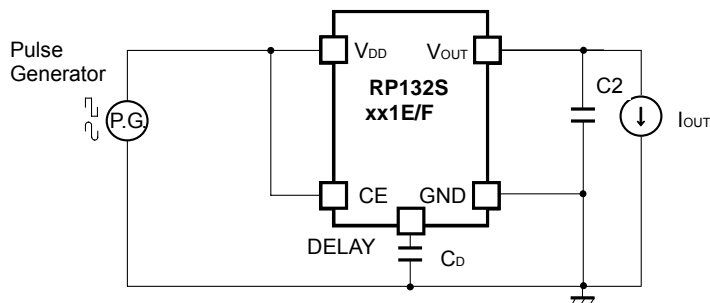 Pulse
Generator
P.G.
VDD
VOUT
RP132S
xx1E/F
C2
IOUT
CE
GND
DELAY
CD